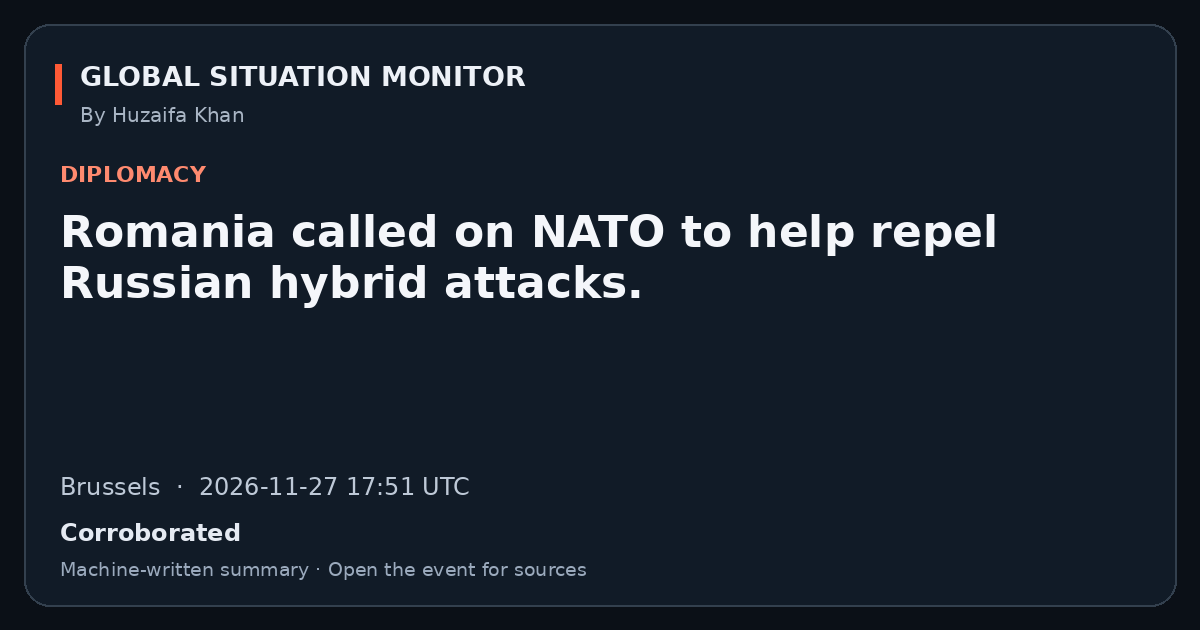 GLOBAL SITUATION MONITOR
By Huzaifa Khan
DIPLOMACY
Romania called on NATO to help repel
Russian hybrid attacks.
Brussels · 2026-11-27 17:51 UTC
Corroborated
Machine-written summary · Open the event for sources